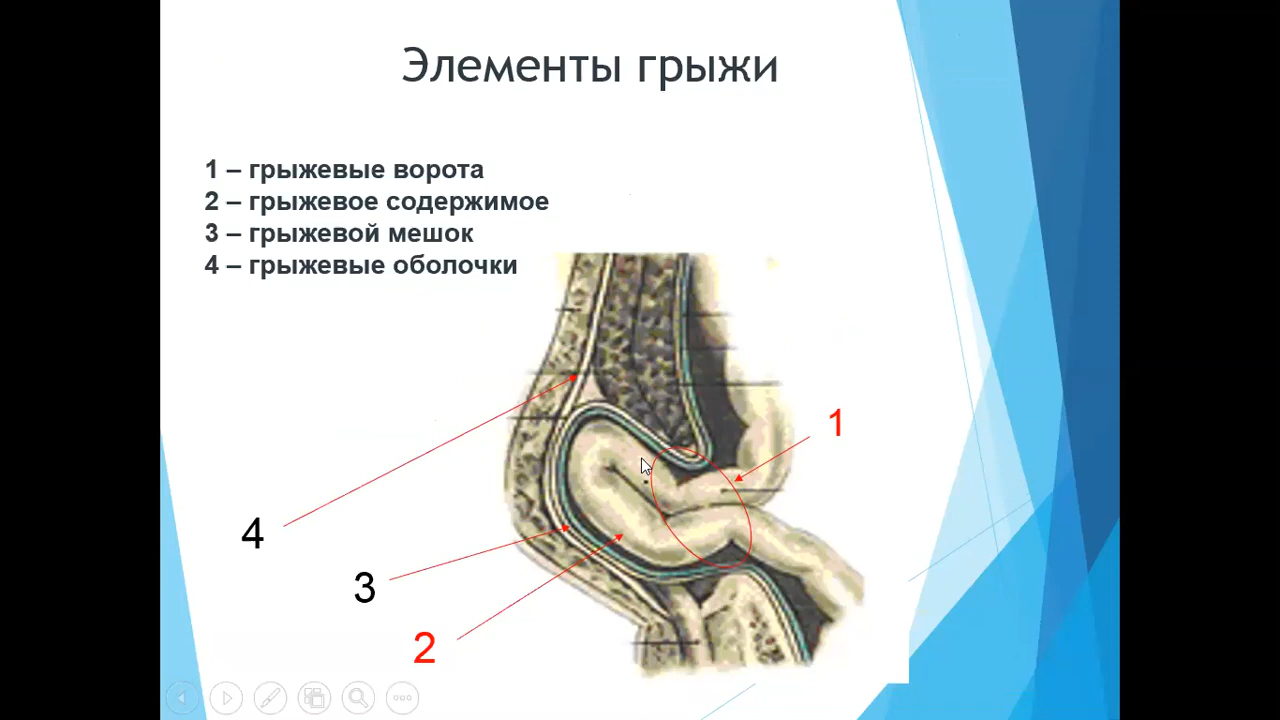 Элементы грыжи
1 – грыжевые ворота
2 – грыжевое содержимое
3 – грыжевой мешок
4 – грыжевые оболочки
1
4
3
2